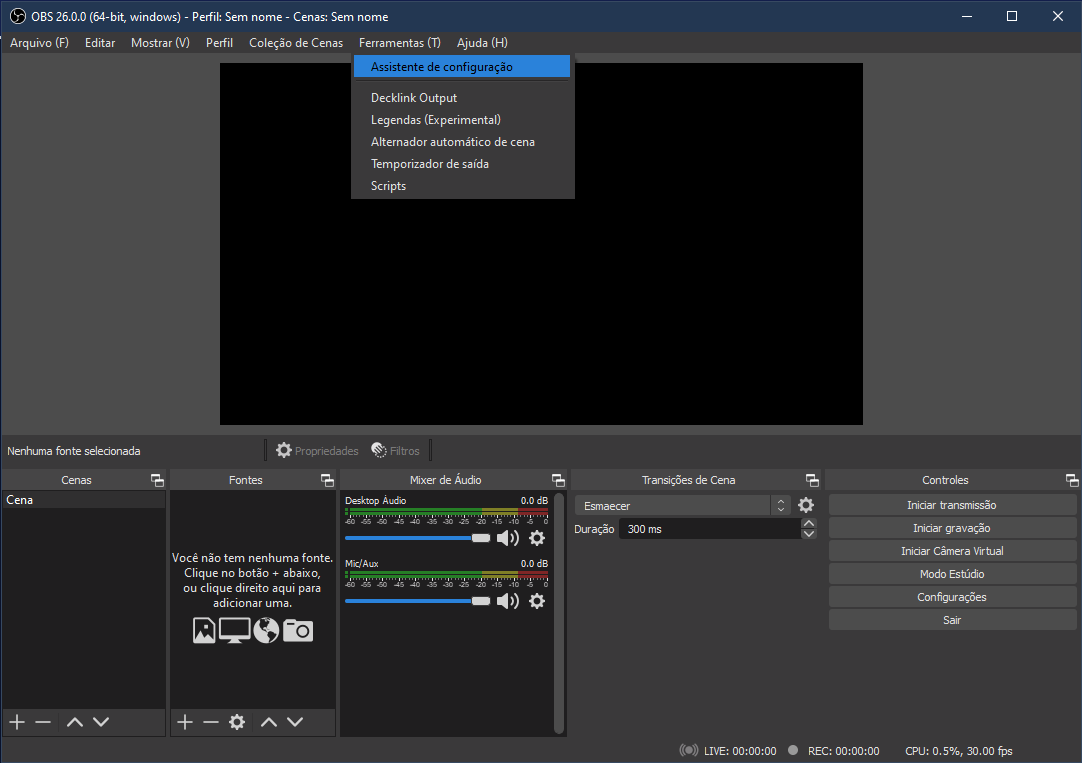 OBS 26.0.0 (64-bit, windows) - Perfil: Sem nome - Cenas: Sem nome
Arquivo (F) Editar Mostrar (V) Perfil Coleção de Cenas Ferramentas (T) Ajuda (H)
Assistente de configuração
Decklink Output
Legendas (Experimental)
Alternador automático de cena
Temporizador de saída
Scripts
Nenhuma fonte selecionada Propriedades Filtros
Cenas
Cena
Fontes
Você não tem nenhuma fonte.
Clique no botão + abaixo,
ou clique direito aqui para
adicionar uma.
Mixer de Áudio
Desktop Áudio 0.0 dB
-60 -55 -50 -45 -40 -35 -30 -25 -20 -15 -10 -5 0
Mic/Aux 0.0 dB
-60 -55 -50 -45 -40 -35 -30 -25 -20 -15 -10 -5 0
Transições de Cena
Esmaecer
Duração 300 ms
Controles
Iniciar transmissão
Iniciar gravação
Iniciar Câmera Virtual
Modo Estúdio
Configurações
Sair
LIVE: 00:00:00 REC: 00:00:00 CPU: 0.5%, 30.00 fps